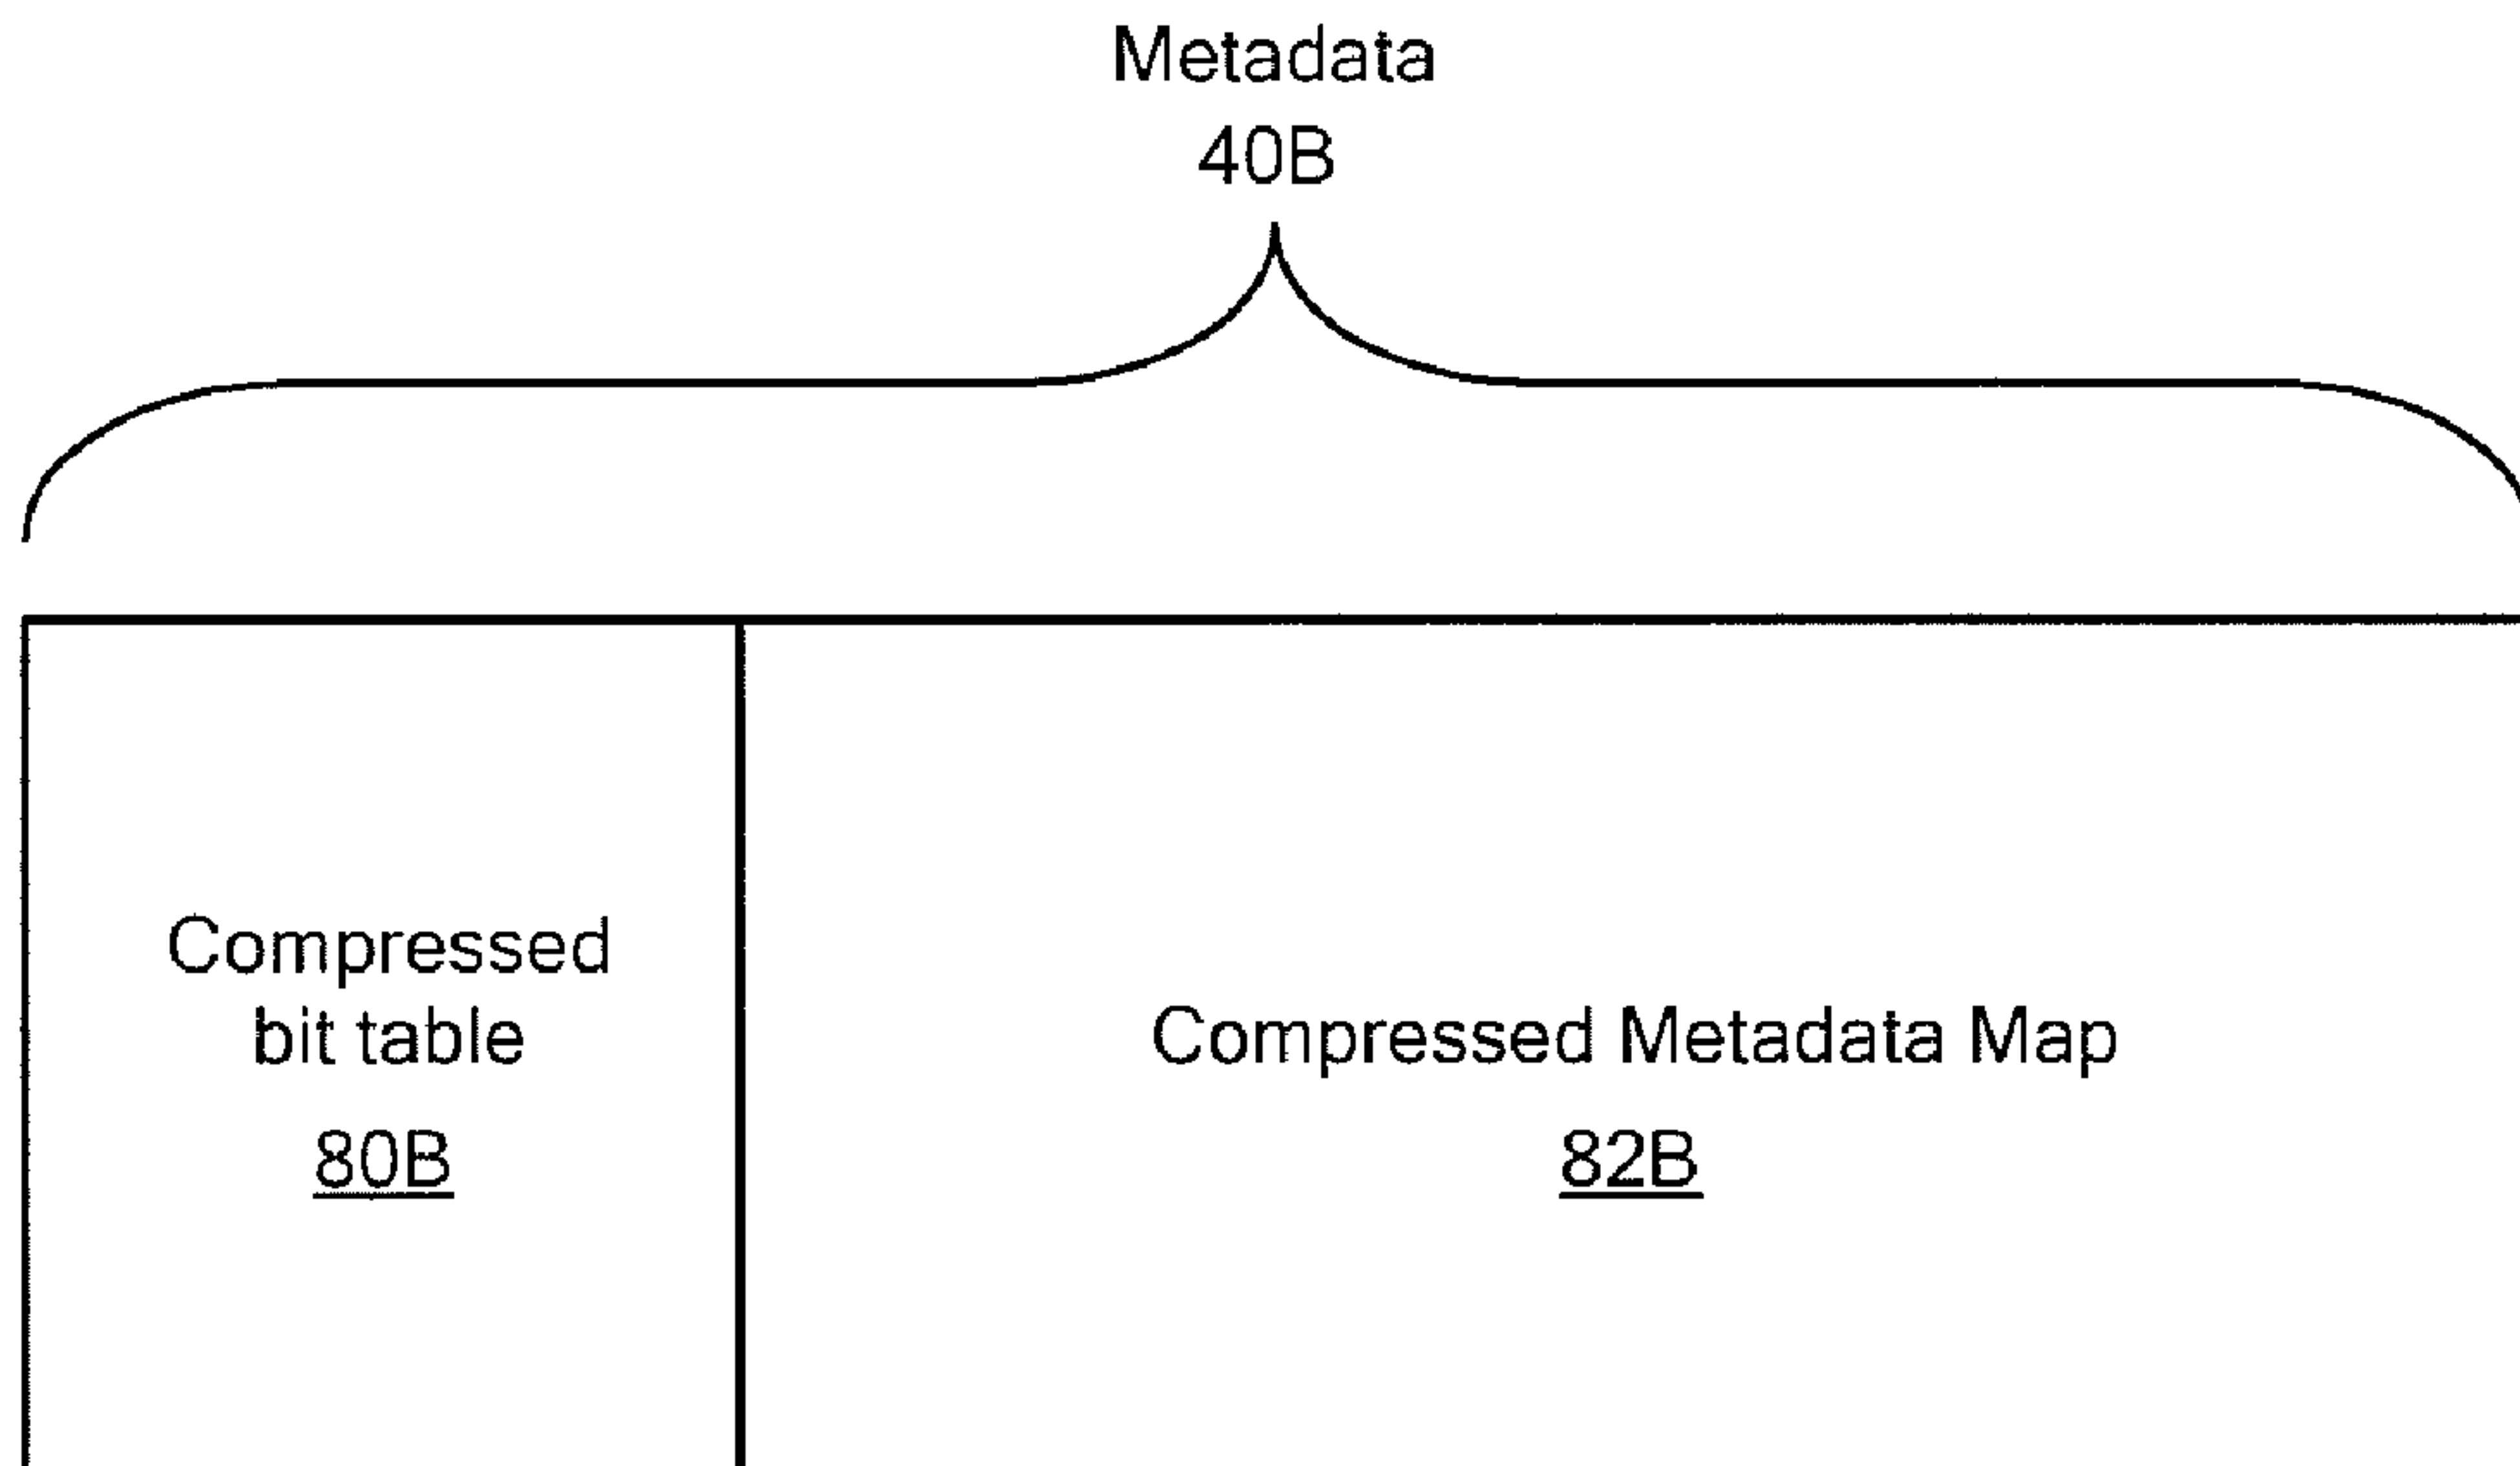 Metadata
40B
Compressed
bit table
80B
Compressed Metadata Map
82B